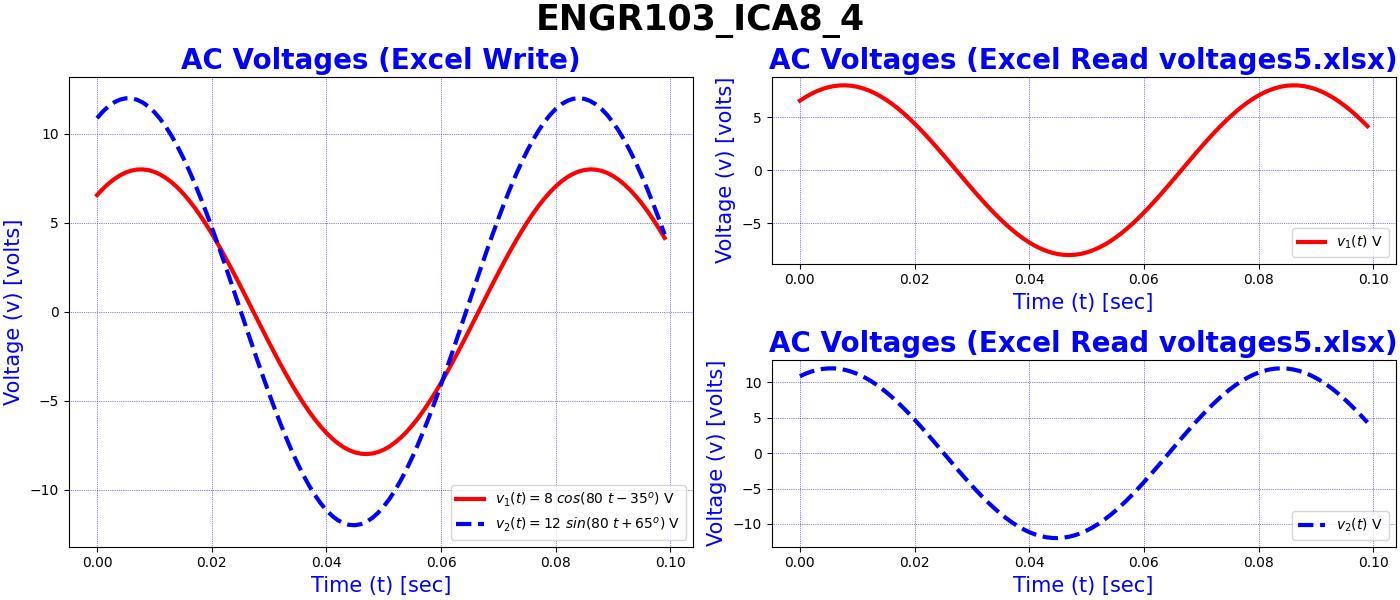 ENGR103_ICA8_4
AC Voltages (Excel Write)
Voltage (v) [volts]
10
5
0
−5
−10
v₁(t) = 8 cos(80 t − 35ᵒ) V
v₂(t) = 12 sin(80 t + 65ᵒ) V
0.00 0.02 0.04 0.06 0.08 0.10
Time (t) [sec]
AC Voltages (Excel Read voltages5.xlsx)
Voltage (v) [volts]
5
0
−5
v₁(t) V
0.00 0.02 0.04 0.06 0.08 0.10
Time (t) [sec]
AC Voltages (Excel Read voltages5.xlsx)
Voltage (v) [volts]
10
5
0
−5
−10
v₂(t) V
0.00 0.02 0.04 0.06 0.08 0.10
Time (t) [sec]